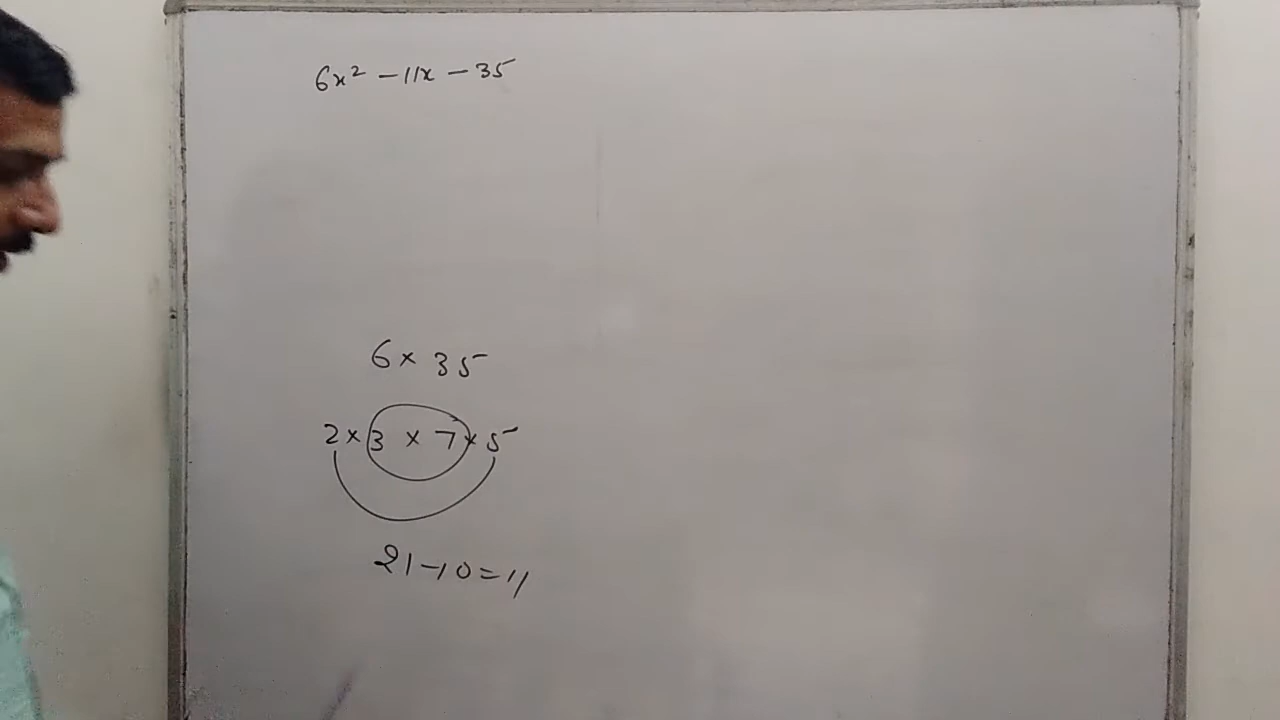 6x² - 11x - 35
6 × 35
2 × 3 × 7 × 5
21 - 10 = 11